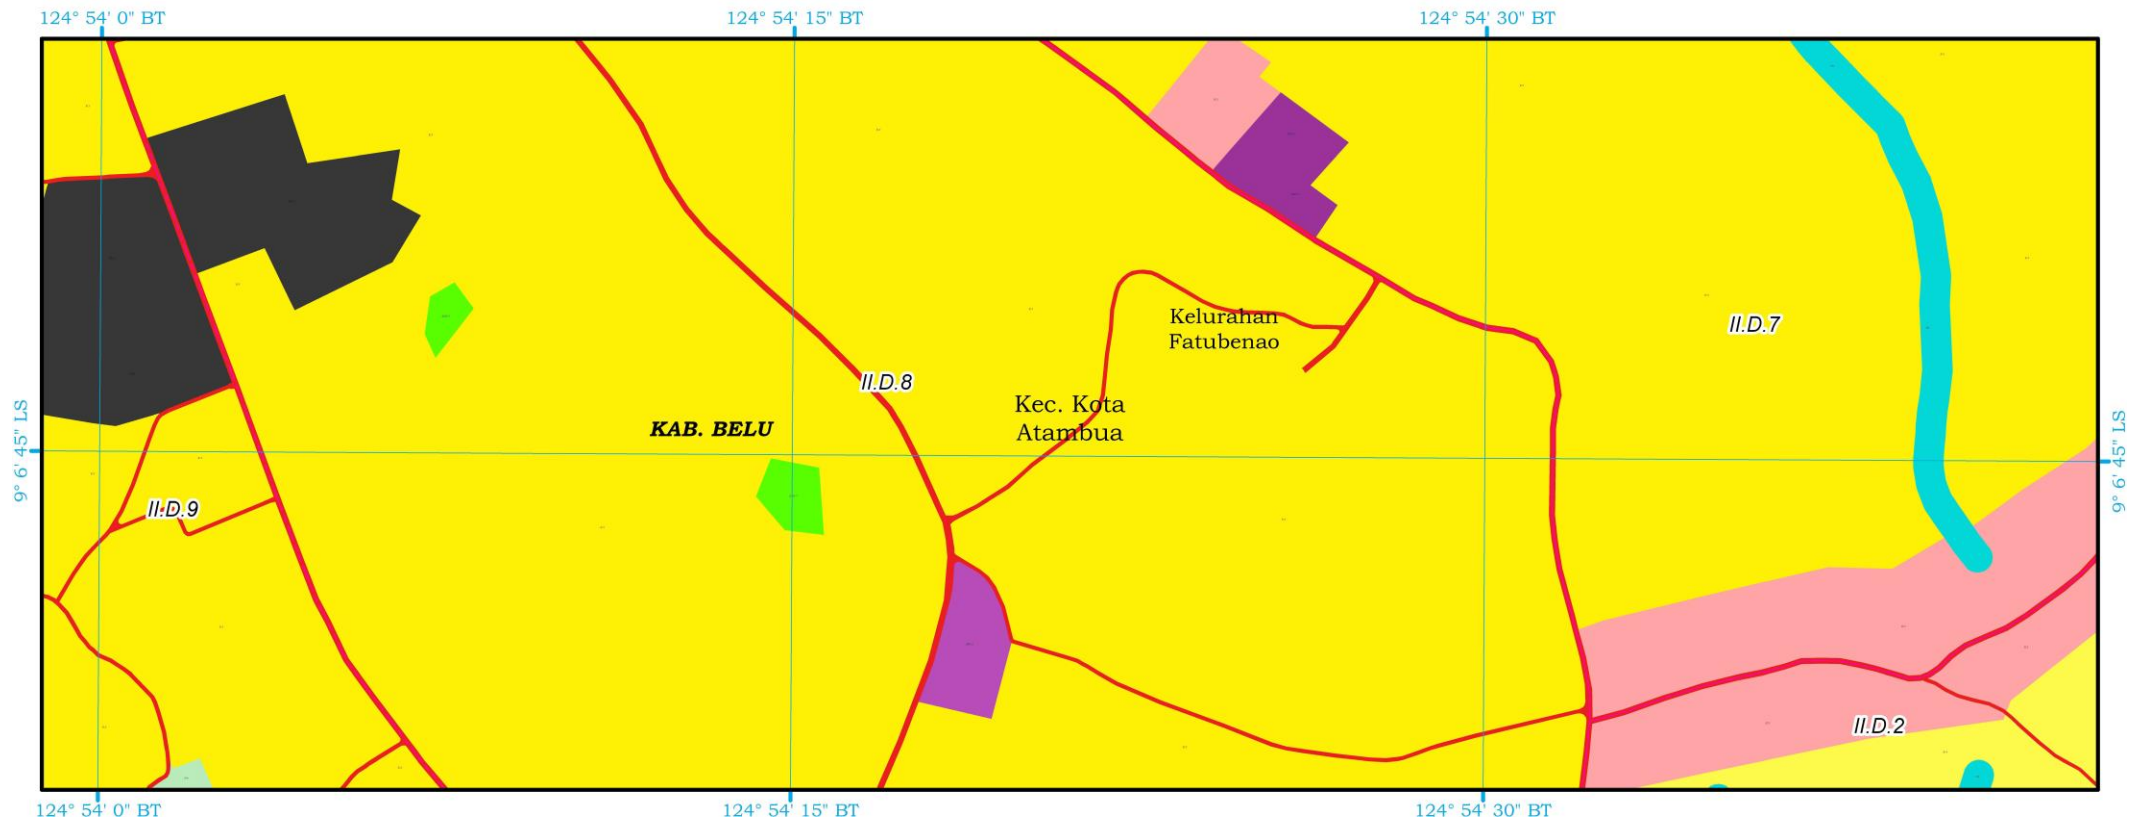 124° 54' 0" BT
124° 54' 15" BT
124° 54' 30" BT
Kelurahan
Fatubenao
II.D.7
II.D.8
Kec. Kota
Atambua
KAB. BELU
9° 6' 45" LS
9° 6' 45" LS
II.D.9
II.D.2
124° 54' 0" BT
124° 54' 15" BT
124° 54' 30" BT